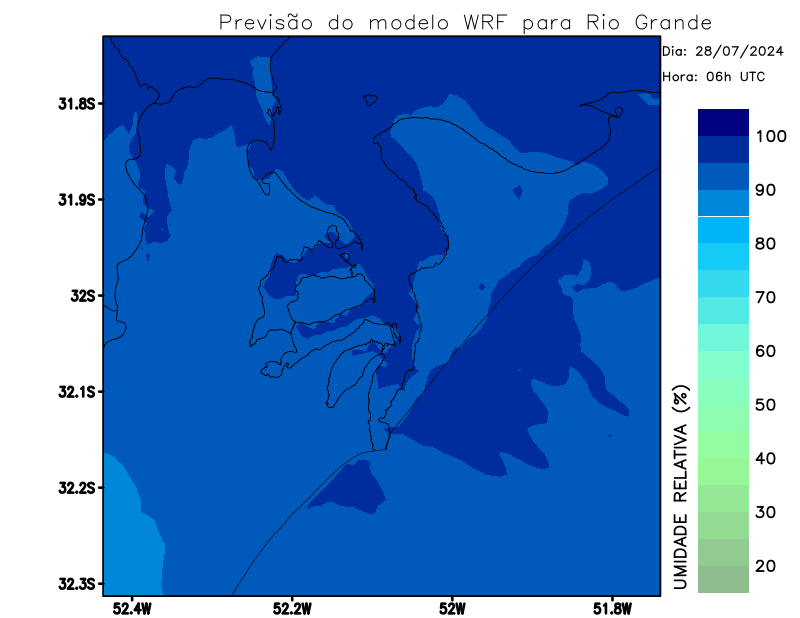 Previsão do modelo WRF para Rio Grande
Dia: 28/07/2024
Hora: 06h UTC
31.8S
31.9S
32S
32.1S
32.2S
32.3S
52.4W
52.2W
52W
51.8W
UMIDADE RELATIVA (%)
100
90
80
70
60
50
40
30
20